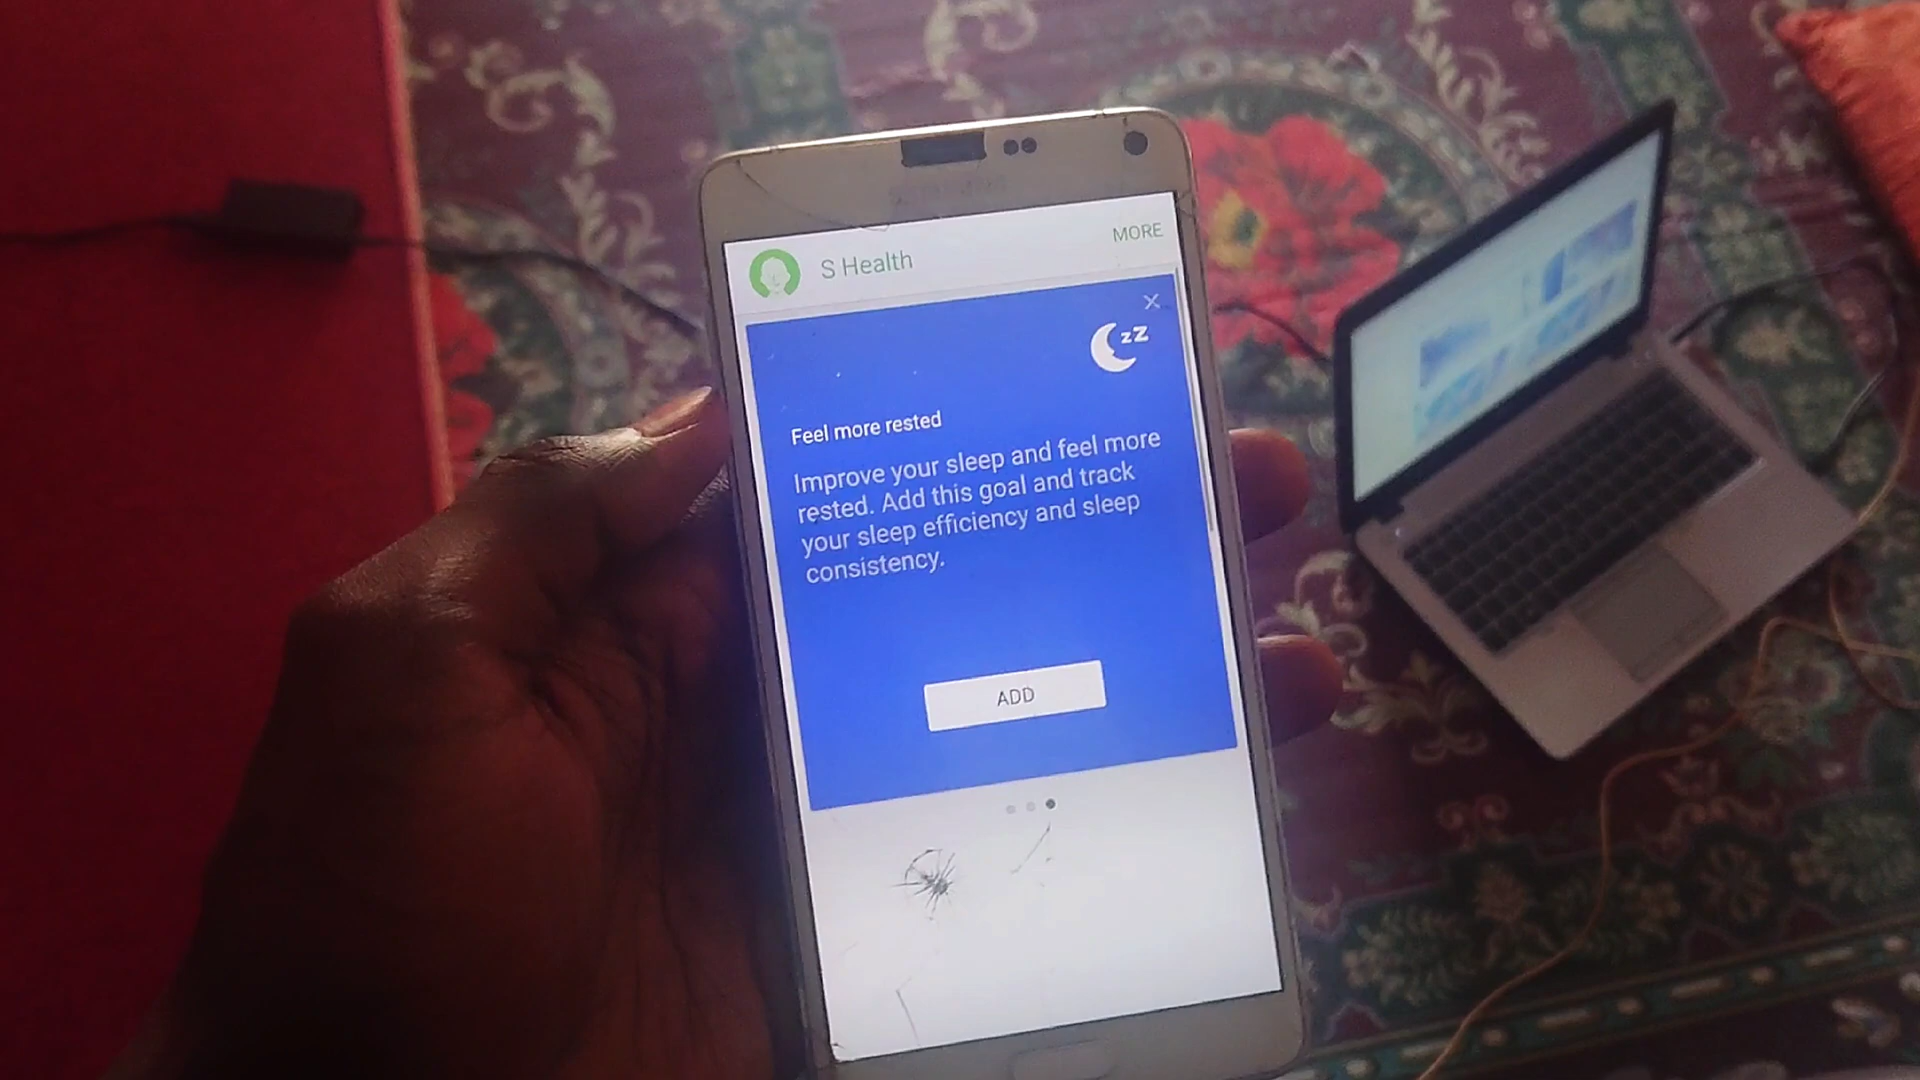 S Health
MORE
zZ
Feel more rested
Improve your sleep and feel more
rested. Add this goal and track
your sleep efficiency and sleep
consistency.
ADD